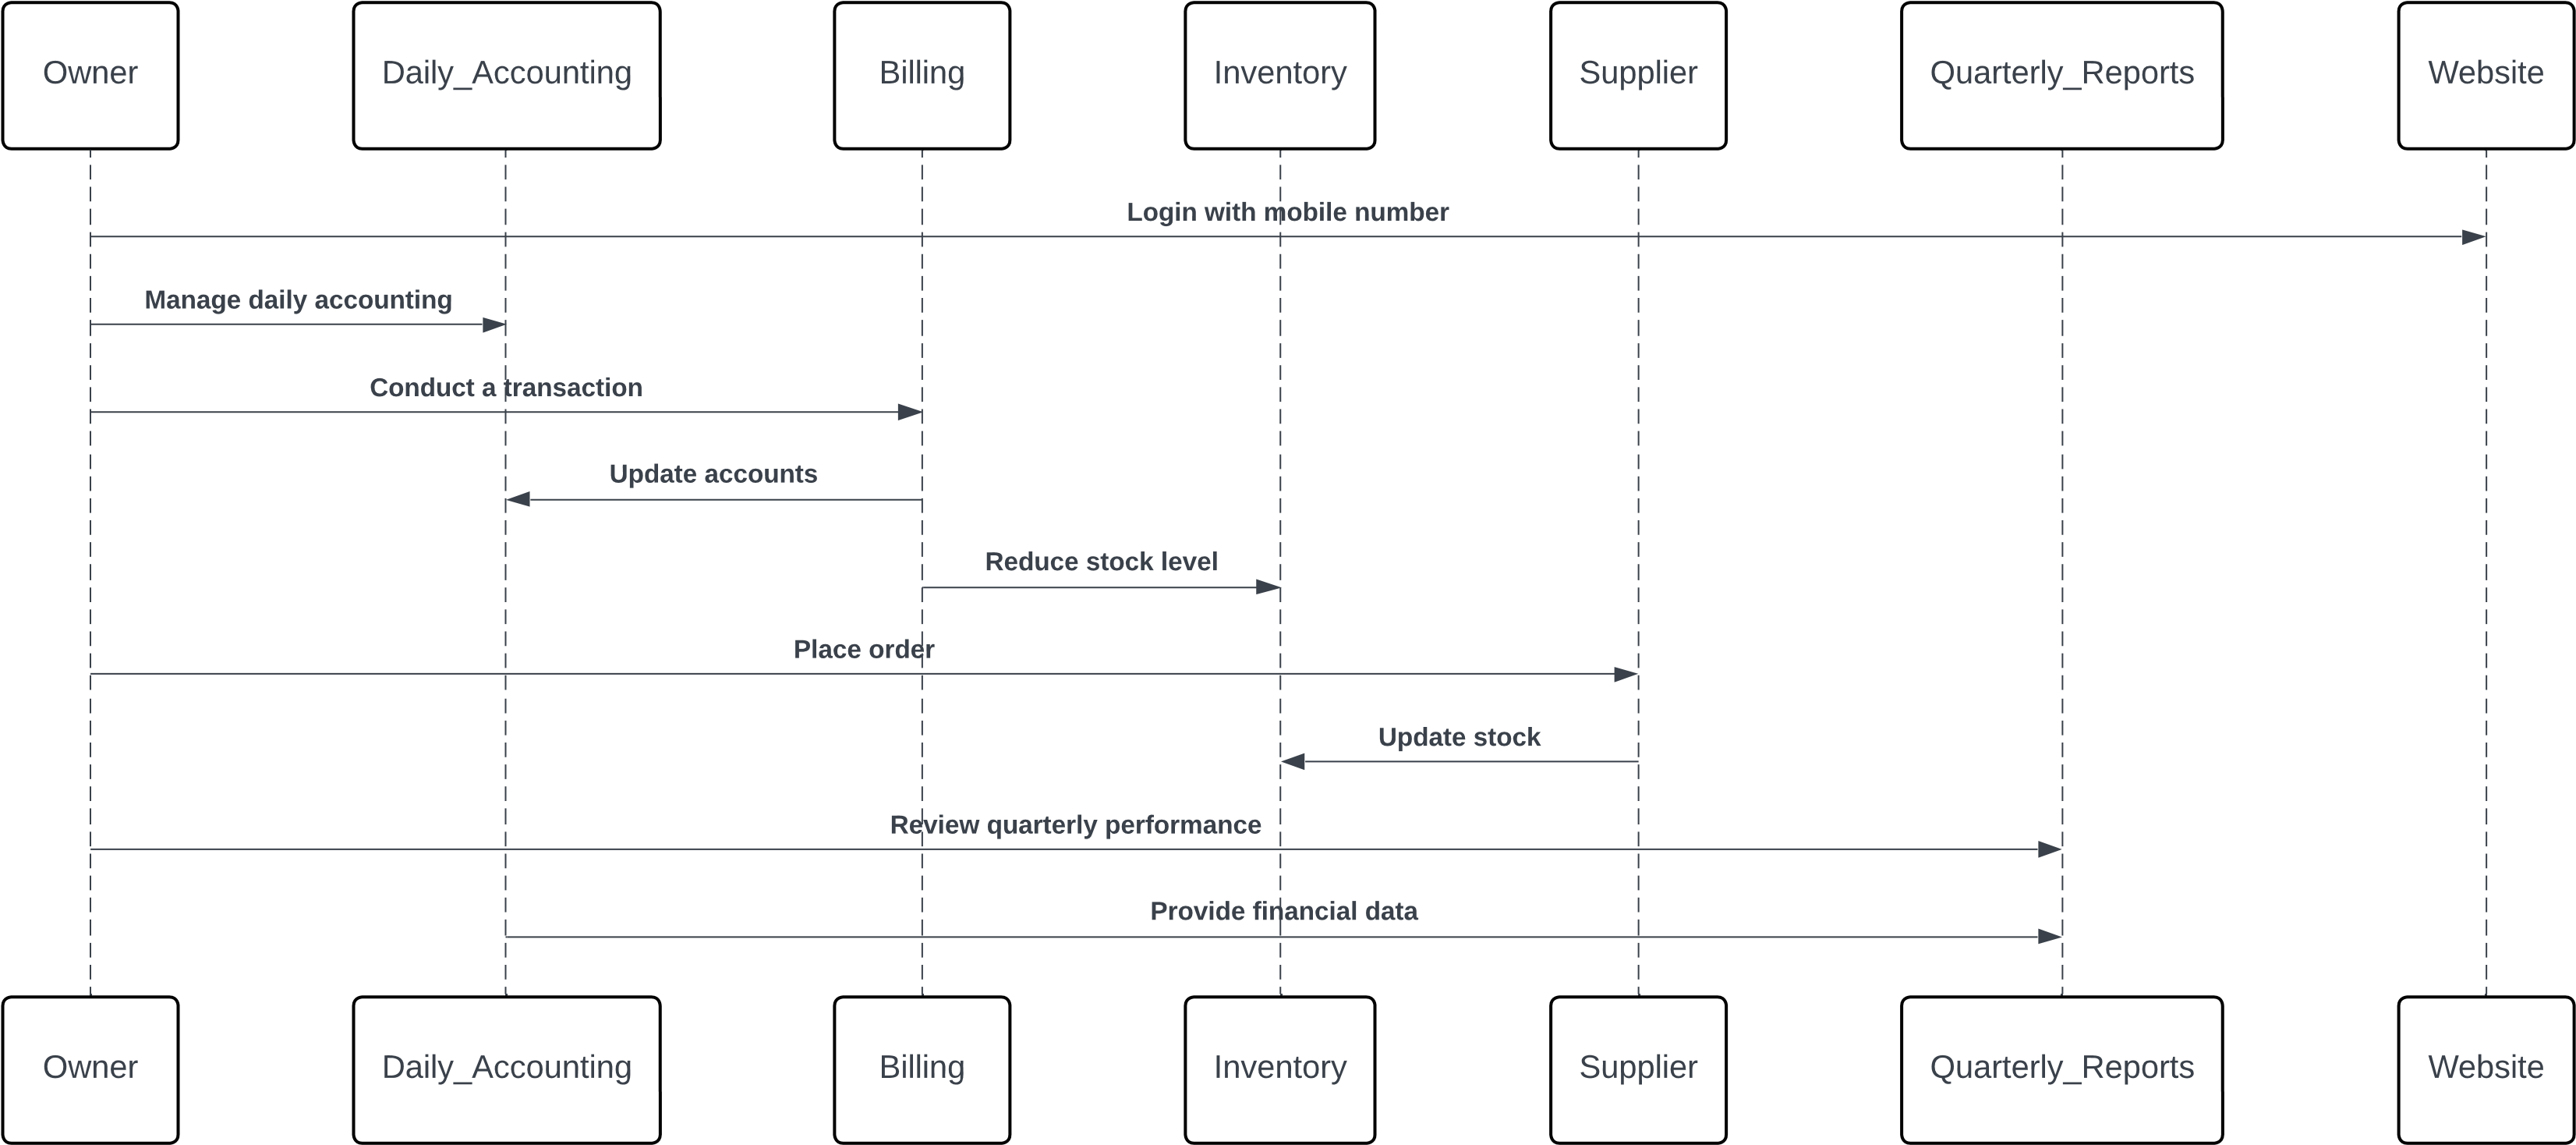 Owner
Daily_Accounting
Billing
Inventory
Supplier
Quarterly_Reports
Website
Login with mobile number
Manage daily accounting
Conduct a transaction
Update accounts
Reduce stock level
Place order
Update stock
Review quarterly performance
Provide financial data
Owner
Daily_Accounting
Billing
Inventory
Supplier
Quarterly_Reports
Website